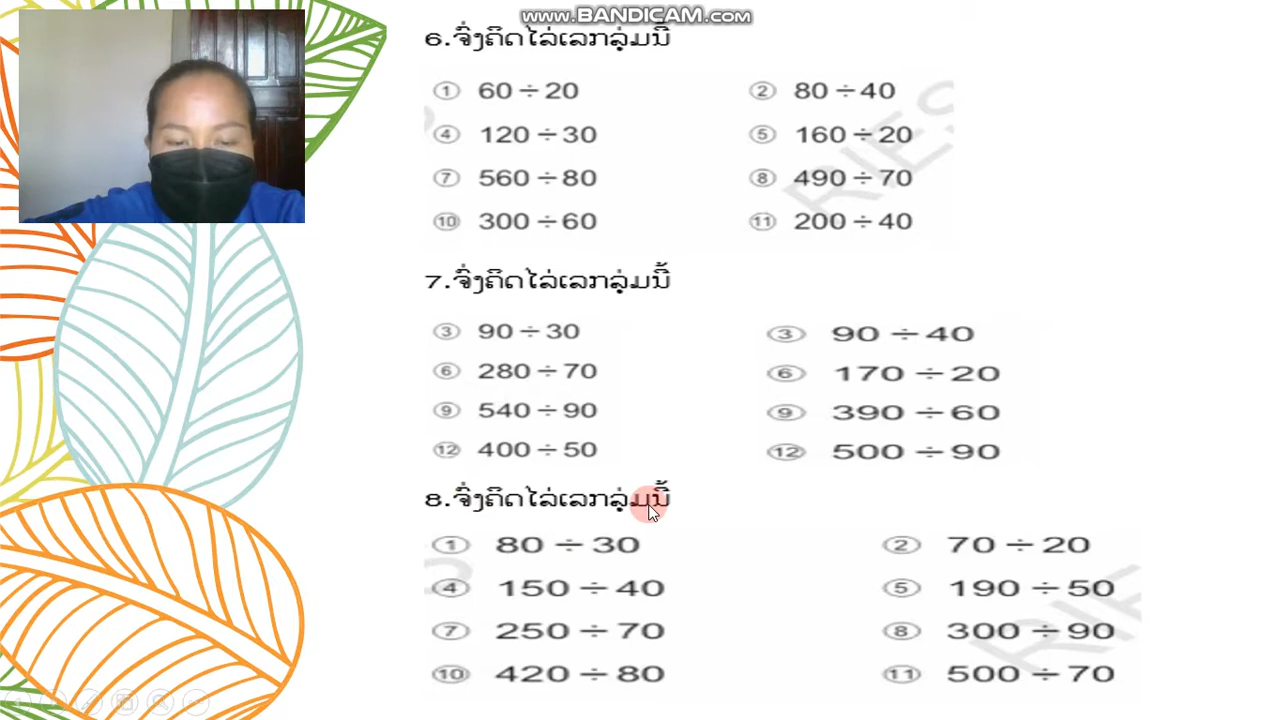 www.BANDICAM.com
6.ຈົ່ງຄິດໄລ່ເລກລຸ່ມນີ້
① 60 ÷ 20 ② 80 ÷ 40
④ 120 ÷ 30 ⑤ 160 ÷ 20
⑦ 560 ÷ 80 ⑧ 490 ÷ 70
⑩ 300 ÷ 60 ⑪ 200 ÷ 40
7.ຈົ່ງຄິດໄລ່ເລກລຸ່ມນີ້
③ 90 ÷ 30 ③ 90 ÷ 40
⑥ 280 ÷ 70 ⑥ 170 ÷ 20
⑨ 540 ÷ 90 ⑨ 390 ÷ 60
⑫ 400 ÷ 50 ⑫ 500 ÷ 90
8.ຈົ່ງຄິດໄລ່ເລກລຸ່ມນີ້
① 80 ÷ 30 ② 70 ÷ 20
④ 150 ÷ 40 ⑤ 190 ÷ 50
⑦ 250 ÷ 70 ⑧ 300 ÷ 90
⑩ 420 ÷ 80 ⑪ 500 ÷ 70